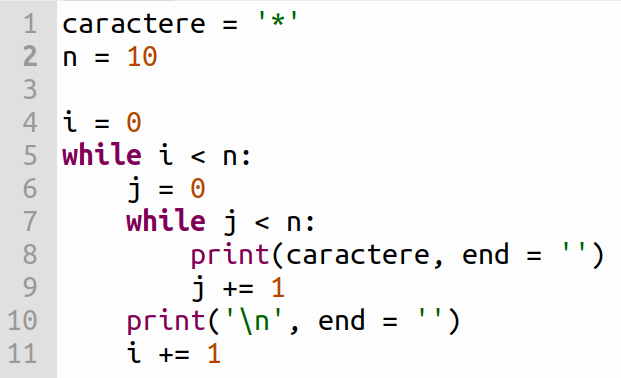 1 caractere = '*'
2 n = 10
3
4 i = 0
5 while i < n:
6     j = 0
7     while j < n:
8         print(caractere, end = '')
9         j += 1
10     print('\n', end = '')
11     i += 1